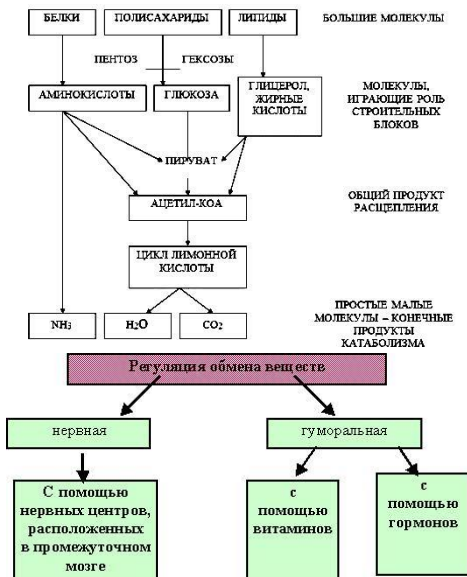 БЕЛКИ ПОЛИСАХАРИДЫ ЛИПИДЫ БОЛЬШИЕ МОЛЕКУЛЫ
ПЕНТОЗ ГЕКСОЗЫ
АМИНОКИСЛОТЫ ГЛЮКОЗА
ГЛИЦЕРОЛ,
ЖИРНЫЕ
КИСЛОТЫ
МОЛЕКУЛЫ,
ИГРАЮЩИЕ РОЛЬ
СТРОИТЕЛЬНЫХ
БЛОКОВ
ПИРУВАТ
АЦЕТИЛ-КОА
ОБЩИЙ ПРОДУКТ
РАСЩЕПЛЕНИЯ
ЦИКЛ ЛИМОННОЙ
КИСЛОТЫ
NH3 H2O CO2
ПРОСТЫЕ МАЛЫЕ
МОЛЕКУЛЫ – КОНЕЧНЫЕ
ПРОДУКТЫ
КАТАБОЛИЗМА
Регуляция обмена веществ
нервная гуморальная
С помощью
нервных центров,
расположенных
в промежуточном
мозге
с
помощью
витаминов
с
помощью
гормонов